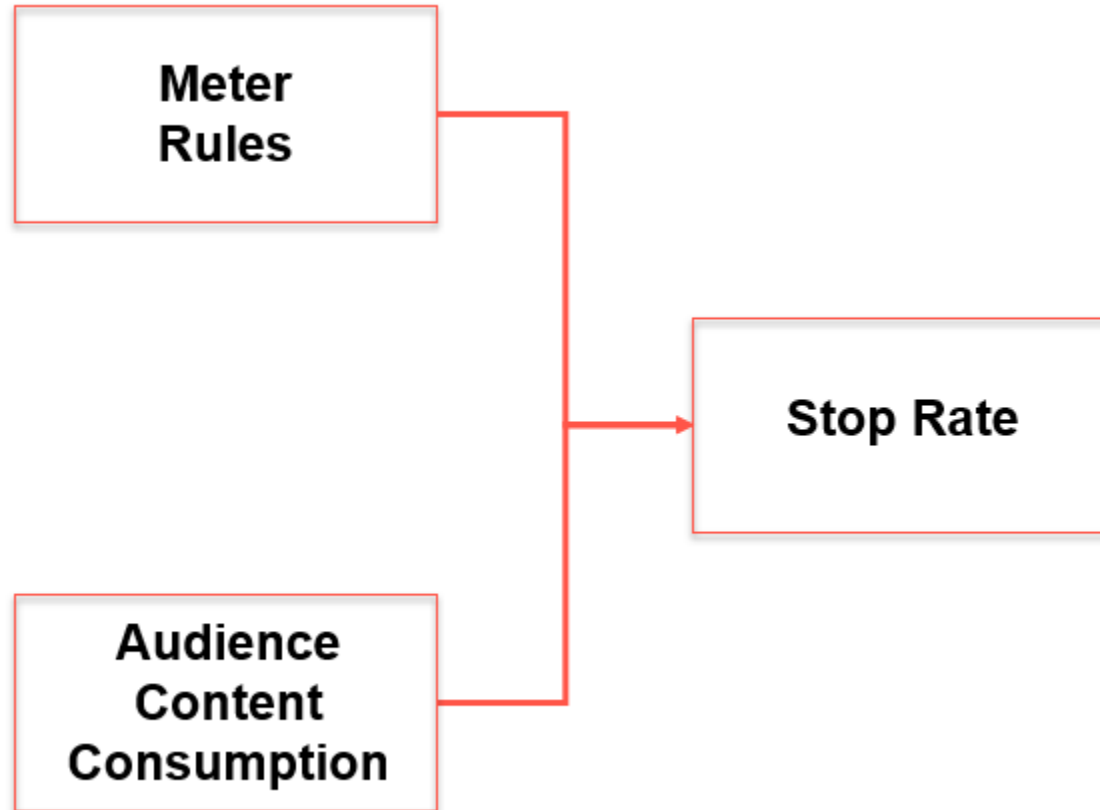 Meter
Rules
Stop Rate
Audience
Content
Consumption